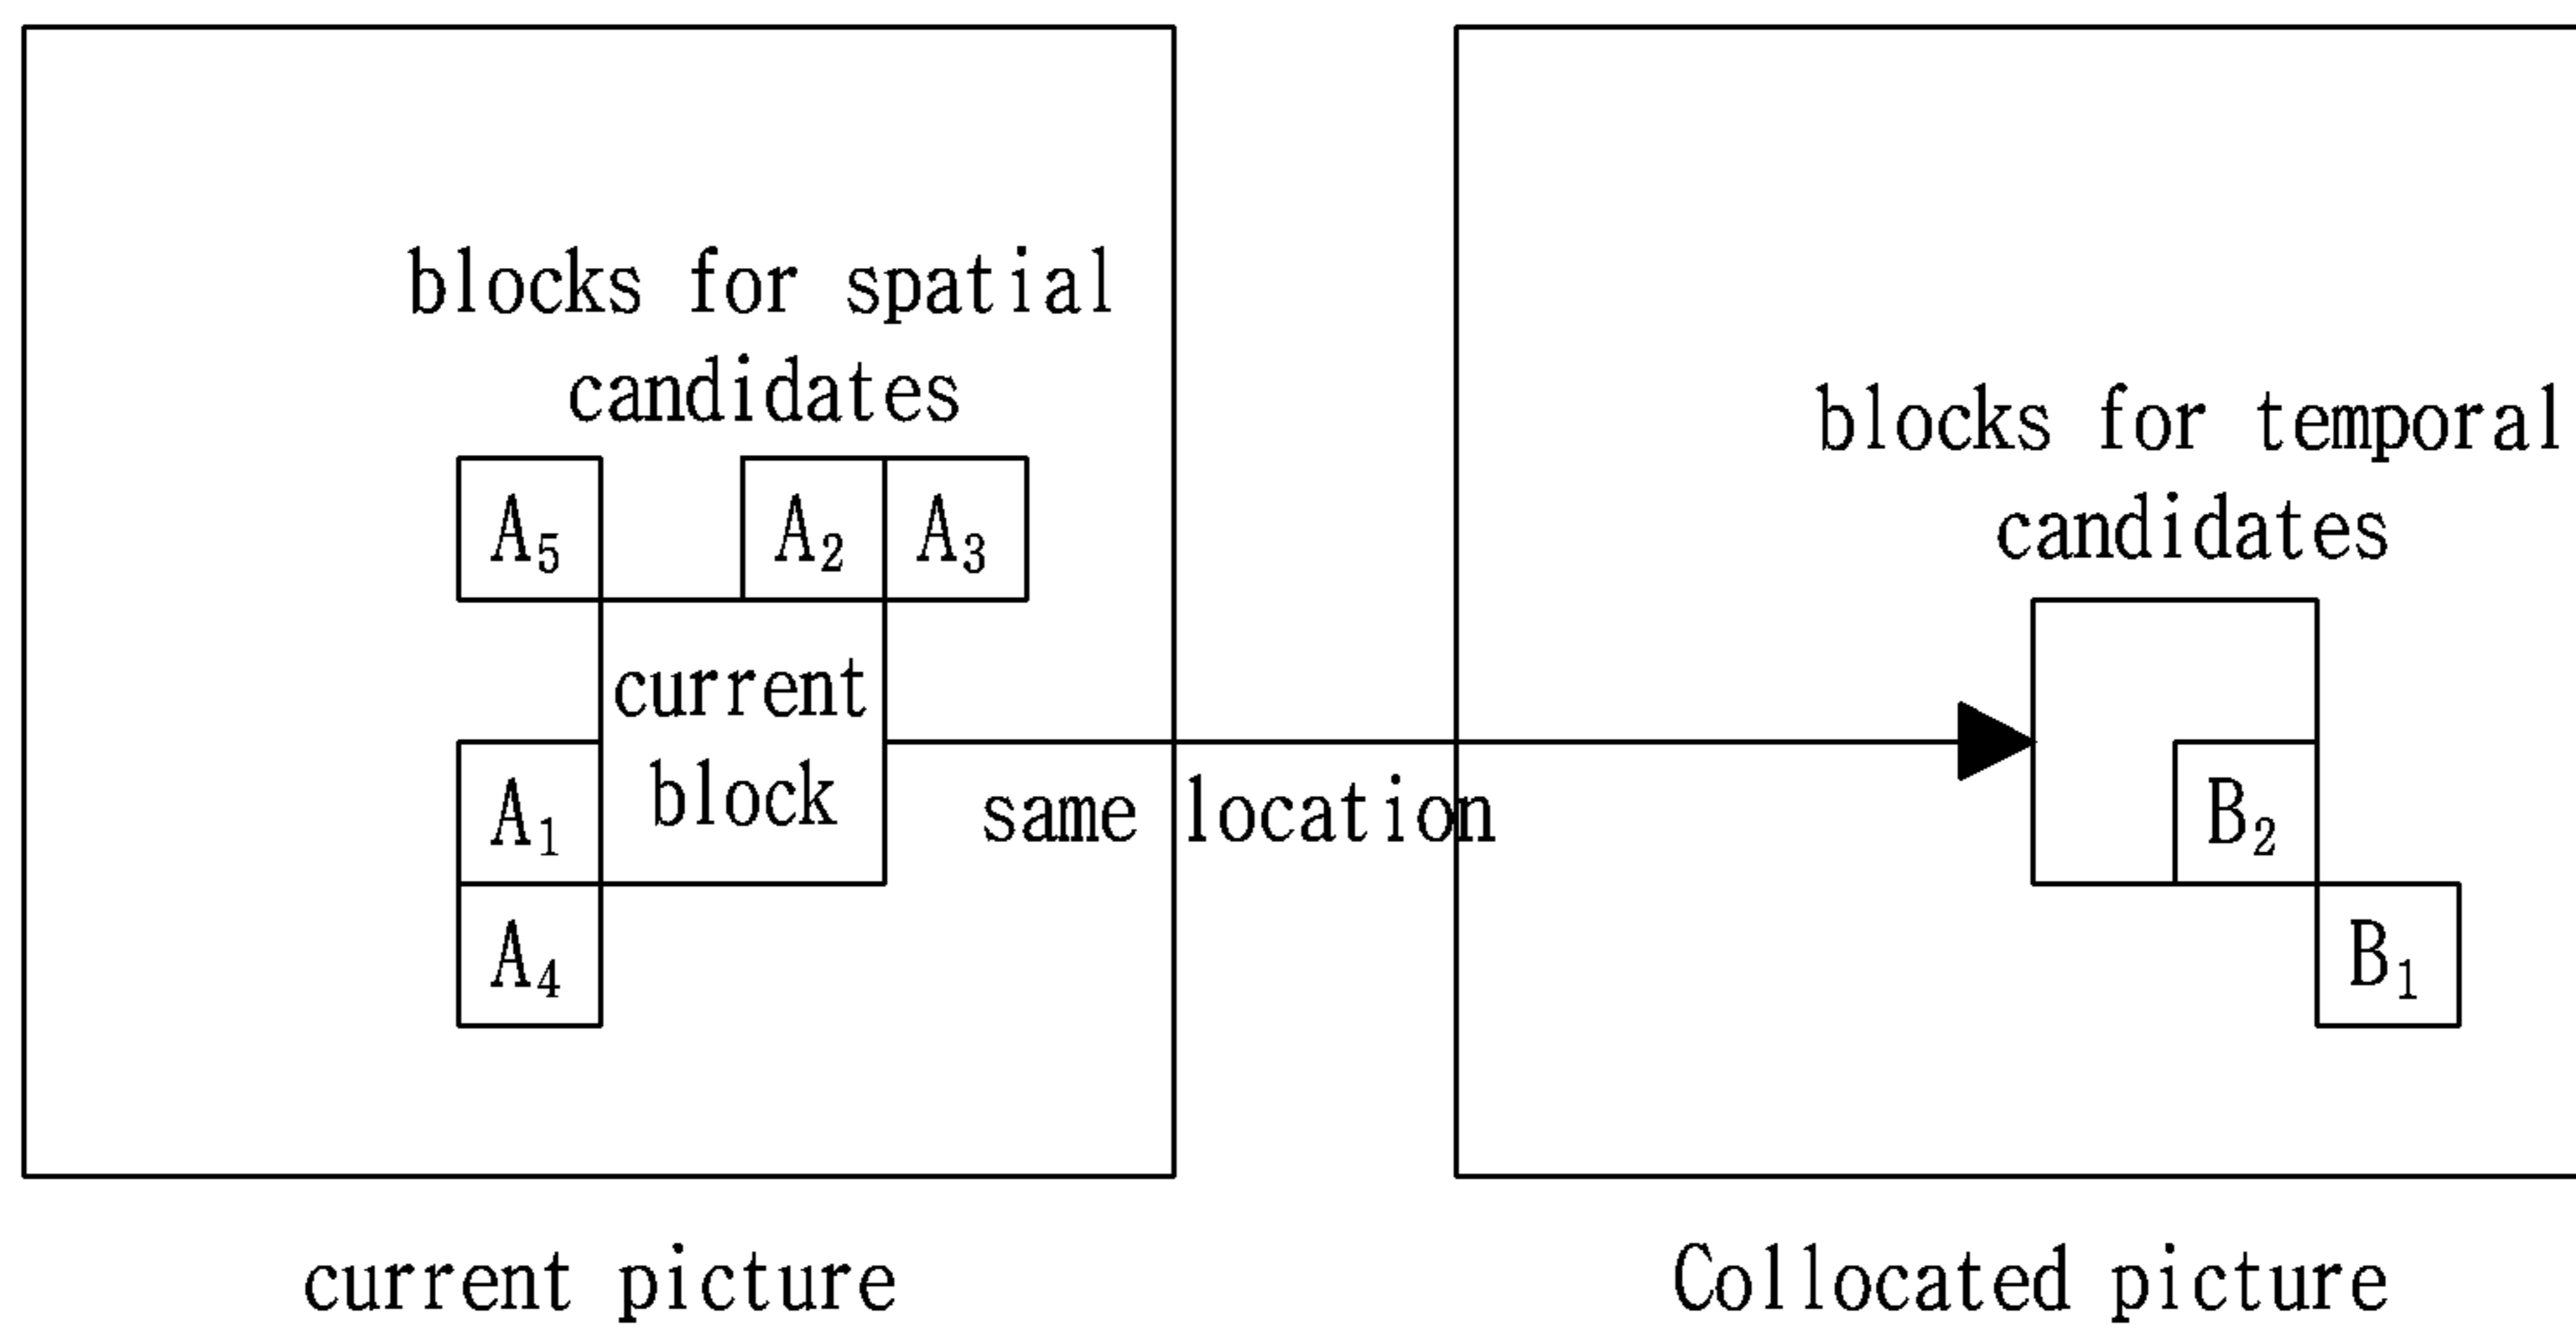 blocks for spatial
candidates
A₅
A₂
A₃
current
block
A₁
A₄
same location
blocks for temporal
candidates
B₂
B₁
current picture
Collocated picture